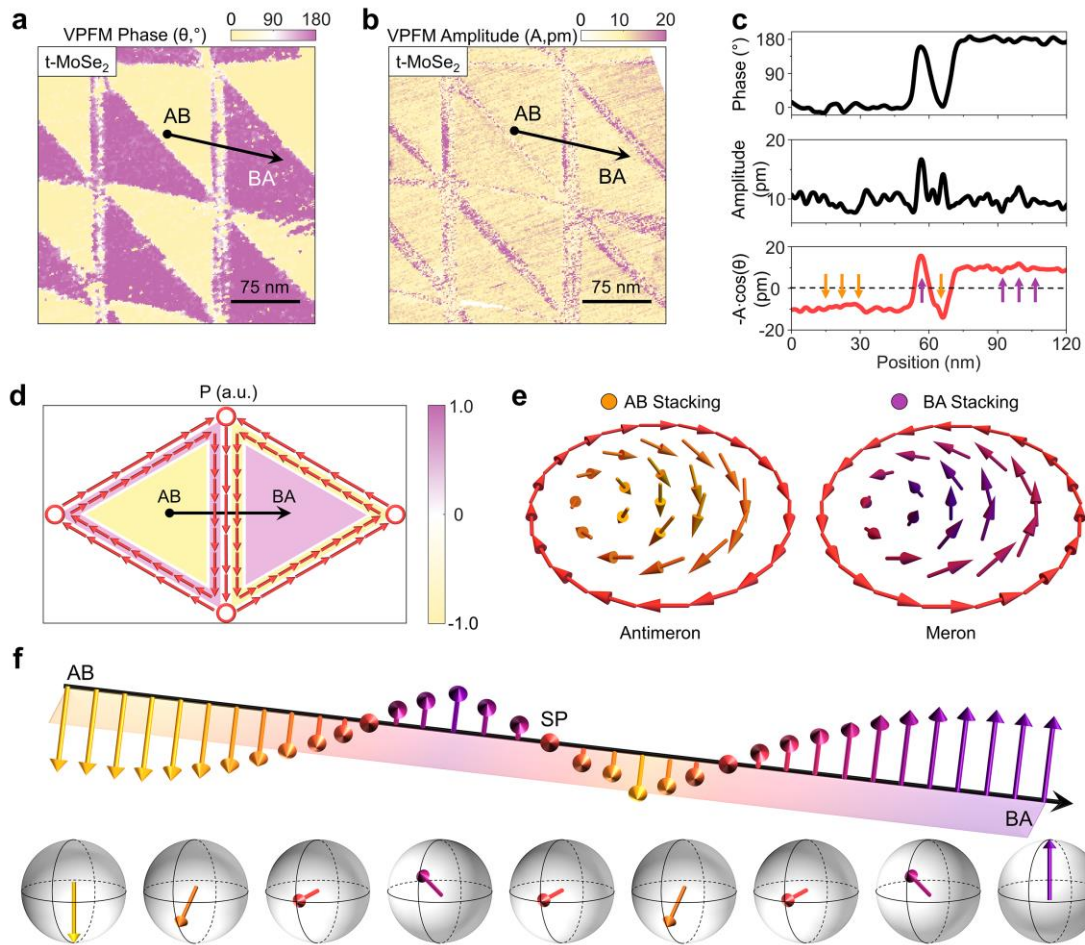 a
VPFM Phase (θ,°)
0 90 180
t-MoSe₂
AB
BA
75 nm
b
VPFM Amplitude (A,pm)
0 10 20
t-MoSe₂
AB
BA
75 nm
c
Phase (°)
180
90
0
Amplitude (pm)
20
10
-A·cos(θ) (pm)
20
0
-20
0 30 60 90 120
Position (nm)
d
P (a.u.)
AB
BA
1.0
0
-1.0
e
AB Stacking
BA Stacking
Antimeron
Meron
f
AB
SP
BA